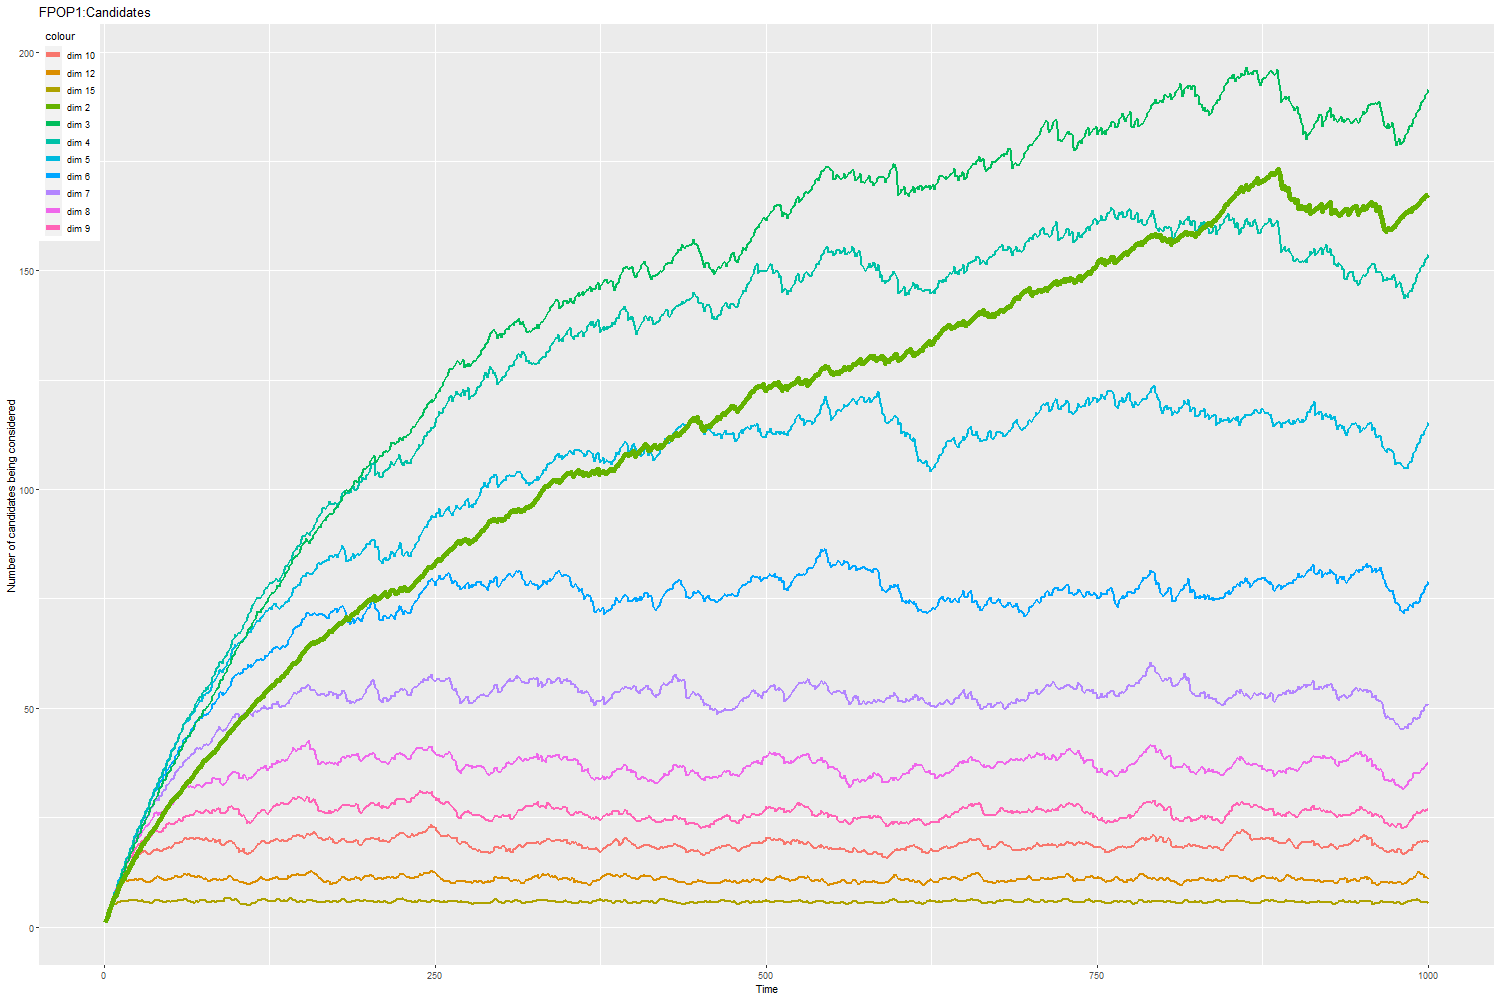 FPOP1:Candidates
colour
dim 10
dim 12
dim 15
dim 2
dim 3
dim 4
dim 5
dim 6
dim 7
dim 8
dim 9
Number of candidates being considered
200
150
100
50
0
0 250 500 750 1000
Time